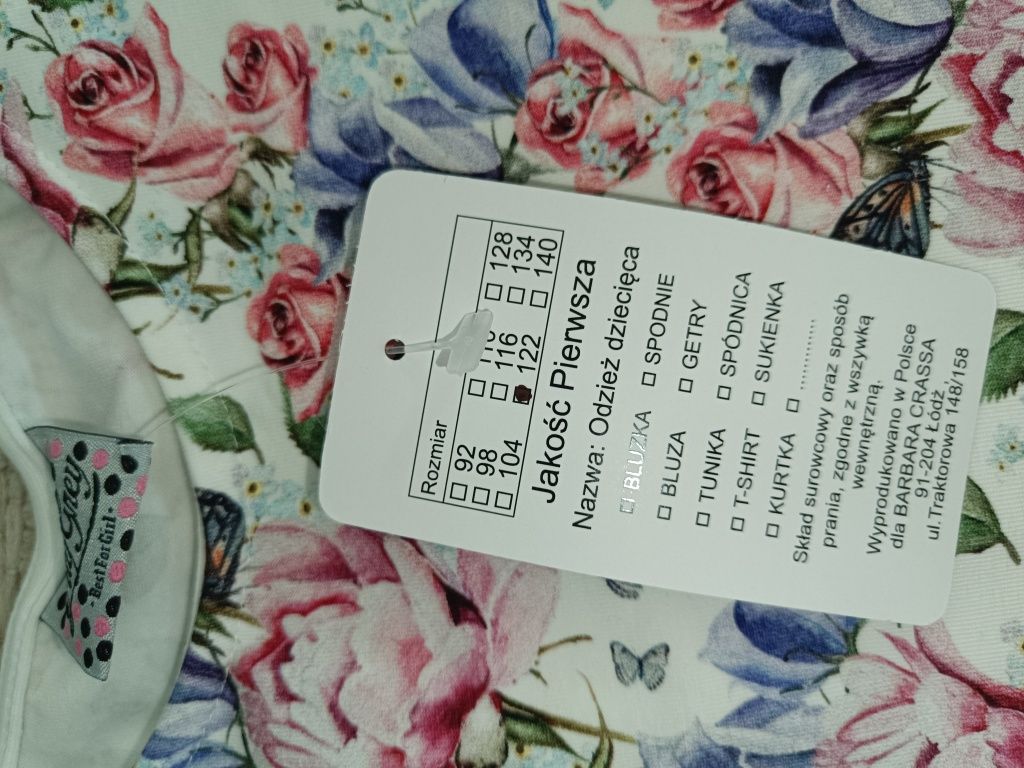 Rozmiar
☐ 92
☐ 98 ☐ 116 ☐ 128
☐ 104 122 ☐ 134
☐ 140
Jakość Pierwsza
Nazwa: Odzież dziecięca
☐ BLUZKA ☐ SPODNIE
☐ BLUZA ☐ GETRY
☐ TUNIKA ☐ SPÓDNICA
☐ T-SHIRT ☐ SUKIENKA
☐ KURTKA ☐ ...............
Skład surowcowy oraz sposób
prania, zgodne z wszywką
wewnętrzną.
Wyprodukowano w Polsce
dla BARBARA CRASSA
91-204 Łódź,
ul.Traktorowa 148/158
- Best For Girl -